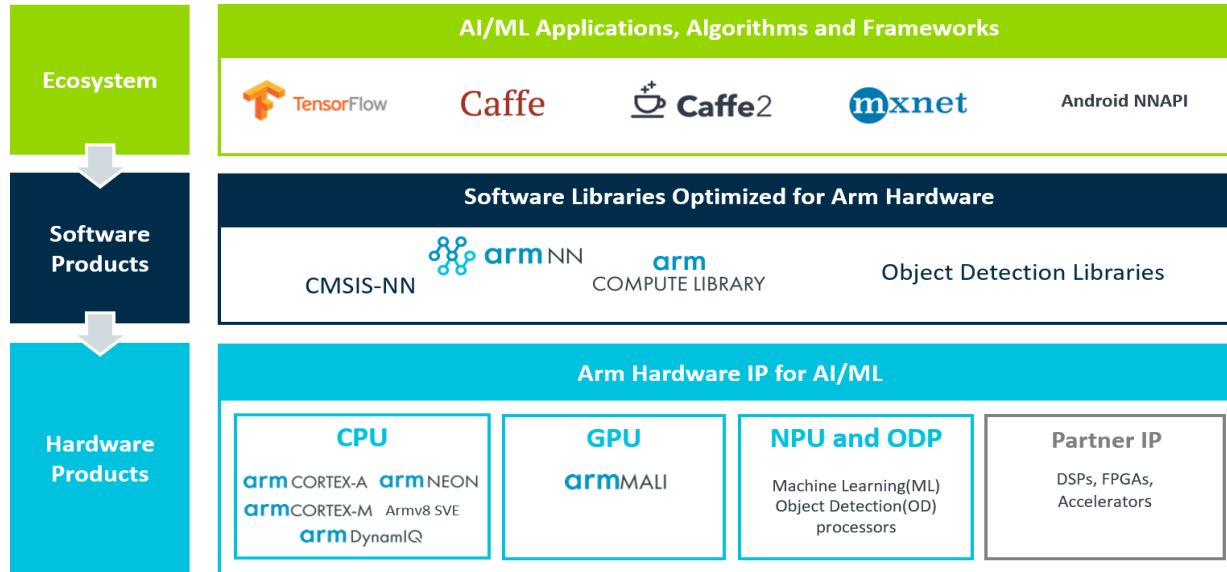 Ecosystem
AI/ML Applications, Algorithms and Frameworks
TensorFlow
Caffe
Caffe2
mxnet
Android NNAPI
Software
Products
Software Libraries Optimized for Arm Hardware
CMSIS-NN
arm NN
arm
COMPUTE LIBRARY
Object Detection Libraries
Hardware
Products
Arm Hardware IP for AI/ML
CPU
arm CORTEX-A arm NEON
arm CORTEX-M Armv8 SVE
arm DynamIQ
GPU
arm MALI
NPU and ODP
Machine Learning(ML)
Object Detection(OD)
processors
Partner IP
DSPs, FPGAs,
Accelerators